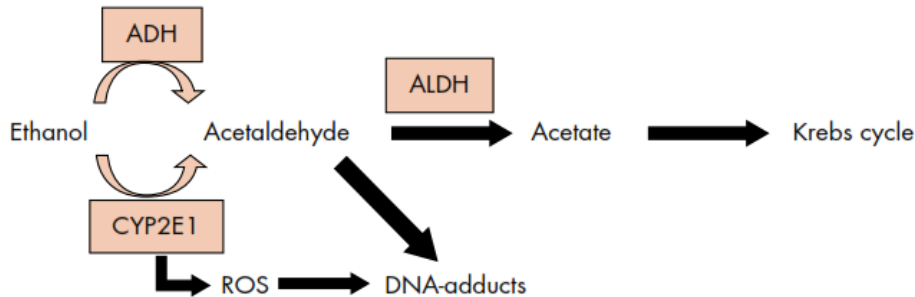 ADH
ALDH
Ethanol Acetaldehyde Acetate Krebs cycle
CYP2E1
ROS DNA-adducts